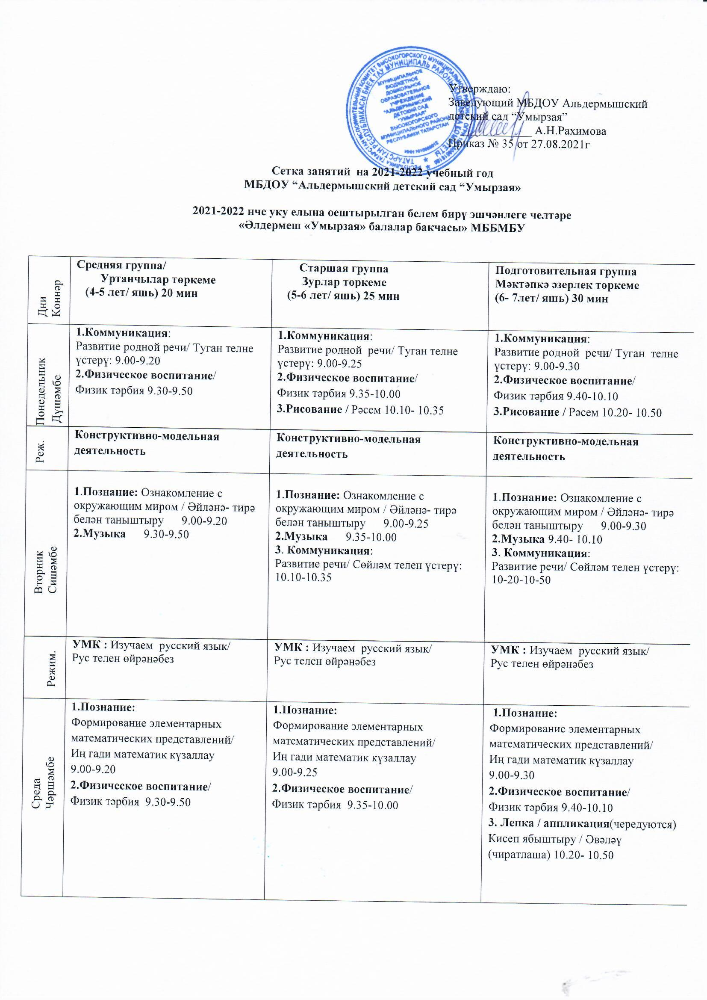 МУНИЦИПАЛЬНОЕ
БЮДЖЕТНОЕ
ДОШКОЛЬНОЕ
ОБРАЗОВАТЕЛЬНОЕ
УЧРЕЖДЕНИЕ
"АЛЬДЕРМЫШСКИЙ
ДЕТСКИЙ САД
"УМЫРЗАЯ"
ВЫСОКОГОРСКОГО
МУНИЦИПАЛЬНОГО РАЙОНА
РЕСПУБЛИКИ ТАТАРСТАН
Утверждаю:
Заведующий МБДОУ Альдермышский
детский сад “Умырзая”
А.Н.Рахимова
Приказ № 35 от 27.08.2021г
Сетка занятий на 2021-2022 учебный год
МБДОУ “Альдермышский детский сад “Умырзая»
2021-2022 нче уку елына оештырылган белем бирү эшчәнлеге челтәре
«Әлдермеш «Умырзая» балалар бакчасы» МББМБУ
Дни
Көннәр
Средняя группа/
Уртанчылар төркеме
(4-5 лет/ яшь) 20 мин
Старшая группа
Зурлар төркеме
(5-6 лет/ яшь) 25 мин
Подготовительная группа
Мәктәпкә әзерлек төркеме
(6- 7лет/ яшь) 30 мин
Понедельник
Дүшәмбе
1.Коммуникация:
Развитие родной речи/ Туган телне
үстерү: 9.00-9.20
2.Физическое воспитание/
Физик тәрбия 9.30-9.50
1.Коммуникация:
Развитие родной речи/ Туган телне
үстерү: 9.00-9.25
2.Физическое воспитание/
Физик тәрбия 9.35-10.00
3.Рисование / Рәсем 10.10- 10.35
1.Коммуникация:
Развитие родной речи/ Туган телне
үстерү: 9.00-9.30
2.Физическое воспитание/
Физик тәрбия 9.40-10.10
3.Рисование / Рәсем 10.20- 10.50
Реж.
Конструктивно-модельная
деятельность
Конструктивно-модельная
деятельность
Конструктивно-модельная
деятельность
Вторник
Сишәмбе
1.Познание: Ознакомление с
окружающим миром / Әйләнә- тирә
белән таныштыру 9.00-9.20
2.Музыка 9.30-9.50
1.Познание: Ознакомление с
окружающим миром / Әйләнә- тирә
белән таныштыру 9.00-9.25
2.Музыка 9.35-10.00
3. Коммуникация:
Развитие речи/ Сөйләм телен үстерү:
10.10-10.35
1.Познание: Ознакомление с
окружающим миром / Әйләнә- тирә
белән таныштыру 9.00-9.30
2.Музыка 9.40- 10.10
3. Коммуникация:
Развитие речи/ Сөйләм телен үстерү:
10-20-10-50
Режим.
УМК : Изучаем русский язык/
Рус телен өйрәнәбез
УМК : Изучаем русский язык/
Рус телен өйрәнәбез
УМК : Изучаем русский язык/
Рус телен өйрәнәбез
Среда
Чәршәмбе
1.Познание:
Формирование элементарных
математических представлений/
Иң гади математик күзаллау
9.00-9.20
2.Физическое воспитание/
Физик тәрбия 9.30-9.50
1.Познание:
Формирование элементарных
математических представлений/
Иң гади математик күзаллау
9.00-9.25
2.Физическое воспитание/
Физик тәрбия 9.35-10.00
1.Познание:
Формирование элементарных
математических представлений/
Иң гади математик күзаллау
9.00-9.30
2.Физическое воспитание/
Физик тәрбия 9.40-10.10
3. Лепка / аппликация(чередуются)
Кисеп ябыштыру / Әвәләү
(чиратлаша) 10.20- 10.50